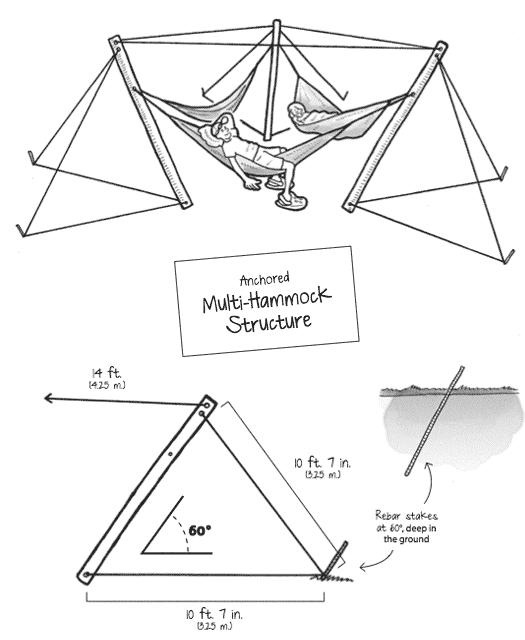 Anchored
Multi-Hammock
Structure
14 ft.
(4.25 m.)
10 ft. 7 in.
(3.25 m.)
60°
Rebar stakes
at 60°, deep in
the ground
10 ft. 7 in.
(3.25 m.)